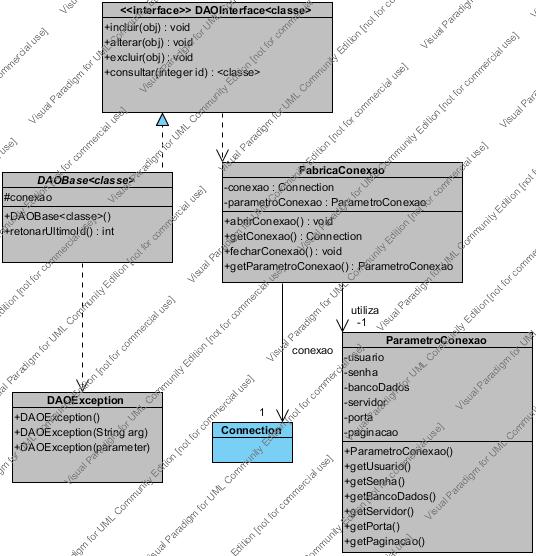 <<interface>> DAOInterface<classe>
+incluir(obj) : void
+alterar(obj) : void
+excluir(obj) : void
+consultar(integer id) : <classe>
DAOBase<classe>
#conexao
+DAOBase<classe>()
+retonarUltimoId() : int
FabricaConexao
-conexao : Connection
-parametroConexao : ParametroConexao
+abrirConexao() : void
+getConexao() : Connection
+fecharConexao() : void
+getParametroConexao() : ParametroConexao
utiliza
-1
conexao
1
DAOException
+DAOException()
+DAOException(String arg)
+DAOException(parameter)
Connection
ParametroConexao
-usuario
-senha
-bancoDados
-servidor
-porta
-paginacao
+ParametroConexao()
+getUsuario()
+getSenha()
+getBancoDados()
+getServidor()
+getPorta()
+getPaginacao()
Visual Paradigm for UML Community Edition [not for commercial use]